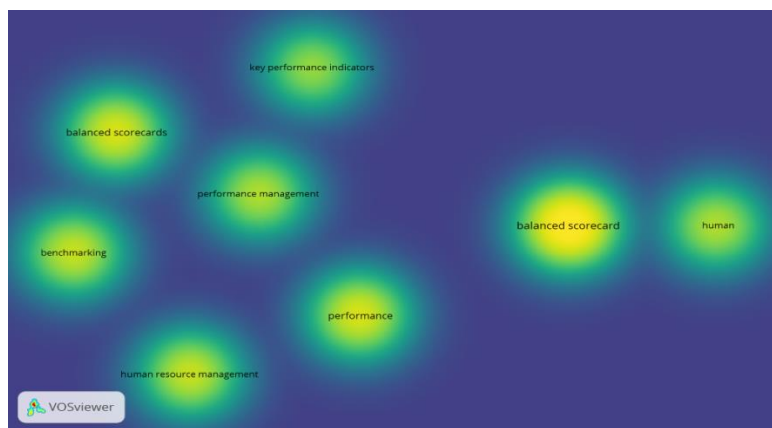 key performance indicators
balanced scorecards
performance management
balanced scorecard
human
benchmarking
performance
human resource management
VOSviewer